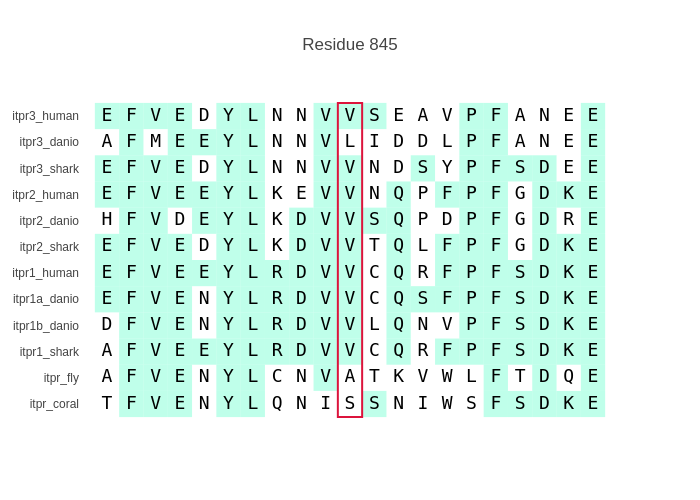 Residue 845
itpr3_human E F V E D Y L N N V V S E A V P F A N E E
itpr3_danio A F M E E Y L N N V L I D D L P F A N E E
itpr3_shark E F V E D Y L N N V V N D S Y P F S D E E
itpr2_human E F V E E Y L K E V V N Q P F P F G D K E
itpr2_danio H F V D E Y L K D V V S Q P D P F G D R E
itpr2_shark E F V E D Y L K D V V T Q L F P F G D K E
itpr1_human E F V E E Y L R D V V C Q R F P F S D K E
itpr1a_danio E F V E N Y L R D V V C Q S F P F S D K E
itpr1b_danio D F V E N Y L R D V V L Q N V P F S D K E
itpr1_shark A F V E E Y L R D V V C Q R F P F S D K E
itpr_fly A F V E N Y L C N V A T K V W L F T D Q E
itpr_coral T F V E N Y L Q N I S S N I W S F S D K E